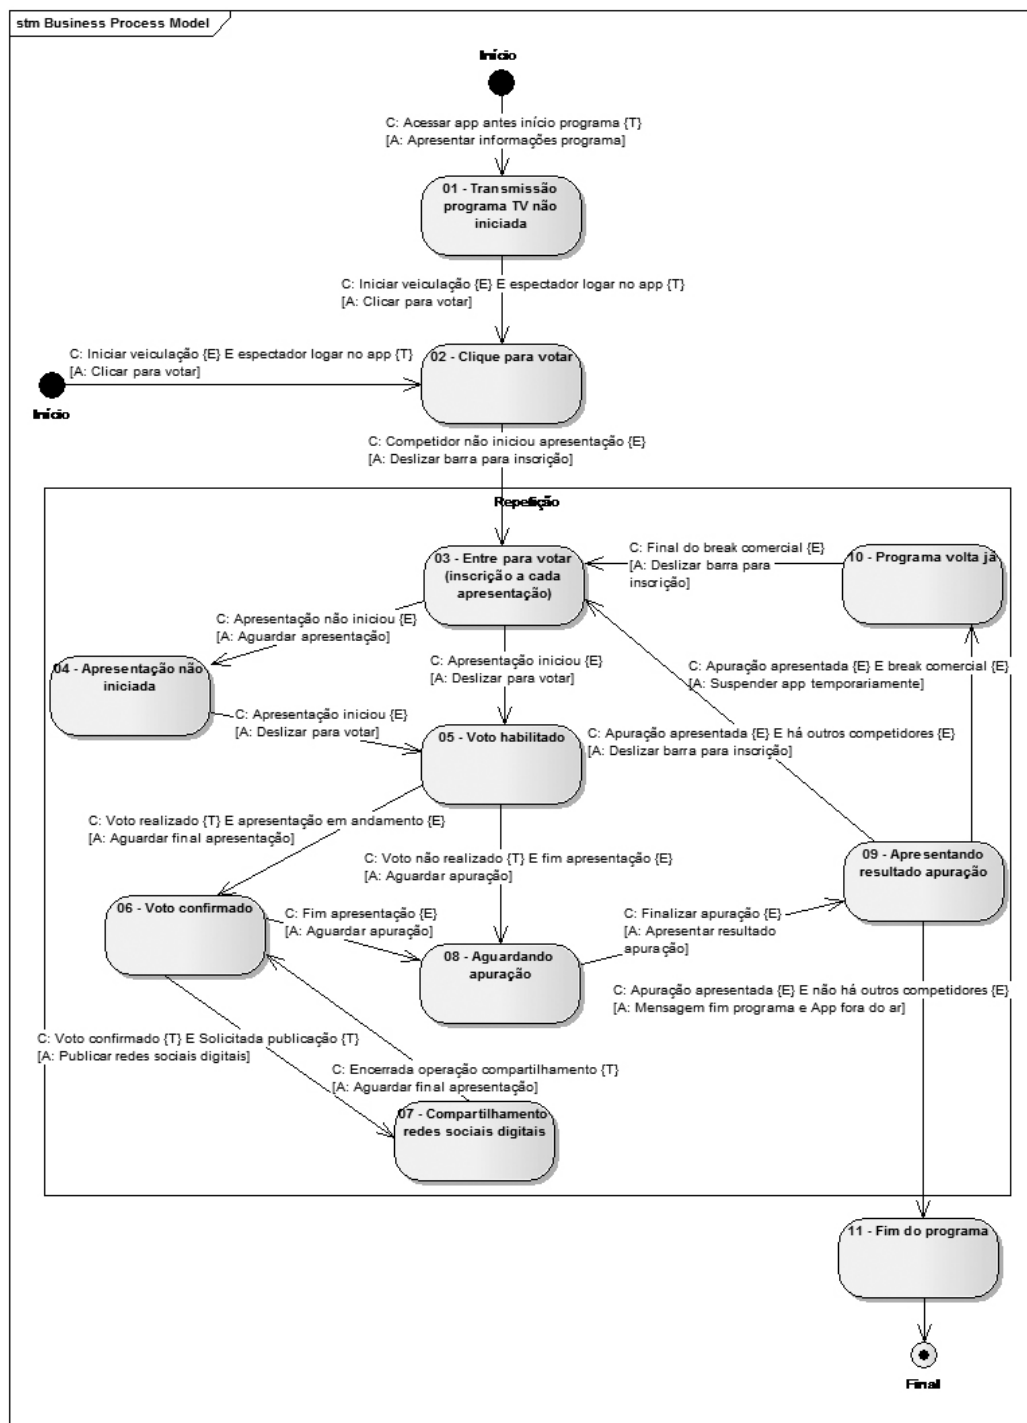 stm Business Process Model
Início
C: Acessar app antes início programa {T}
[A: Apresentar informações programa]
01 - Transmissão
programa TV não
iniciada
C: Iniciar veiculação {E} E espectador logar no app {T}
[A: Clicar para votar]
C: Iniciar veiculação {E} E espectador logar no app {T}
[A: Clicar para votar]
Início
02 - Clique para votar
C: Competidor não iniciou apresentação {E}
[A: Deslizar barra para inscrição]
Repetição
03 - Entre para votar
(inscrição a cada
apresentação)
C: Final do break comercial {E}
[A: Deslizar barra para
inscrição]
10 - Programa volta já
C: Apresentação não iniciou {E}
[A: Aguardar apresentação]
04 - Apresentação não
iniciada
C: Apresentação iniciou {E}
[A: Deslizar para votar]
C: Apuração apresentada {E} E break comercial {E}
[A: Suspender app temporariamente]
C: Apresentação iniciou {E}
[A: Deslizar para votar]
05 - Voto habilitado
C: Apuração apresentada {E} E há outros competidores {E}
[A: Deslizar barra para inscrição]
C: Voto realizado {T} E apresentação em andamento {E}
[A: Aguardar final apresentação]
C: Voto não realizado {T} E fim apresentação {E}
[A: Aguardar apuração]
09 - Apresentando
resultado apuração
06 - Voto confirmado
C: Fim apresentação {E}
[A: Aguardar apuração]
08 - Aguardando
apuração
C: Finalizar apuração {E}
[A: Apresentar resultado
apuração]
C: Apuração apresentada {E} E não há outros competidores {E}
[A: Mensagem fim programa e App fora do ar]
C: Voto confirmado {T} E Solicitada publicação {T}
[A: Publicar redes sociais digitais]
C: Encerrada operação compartilhamento {T}
[A: Aguardar final apresentação]
07 - Compartilhamento
redes sociais digitais
11 - Fim do programa
Final